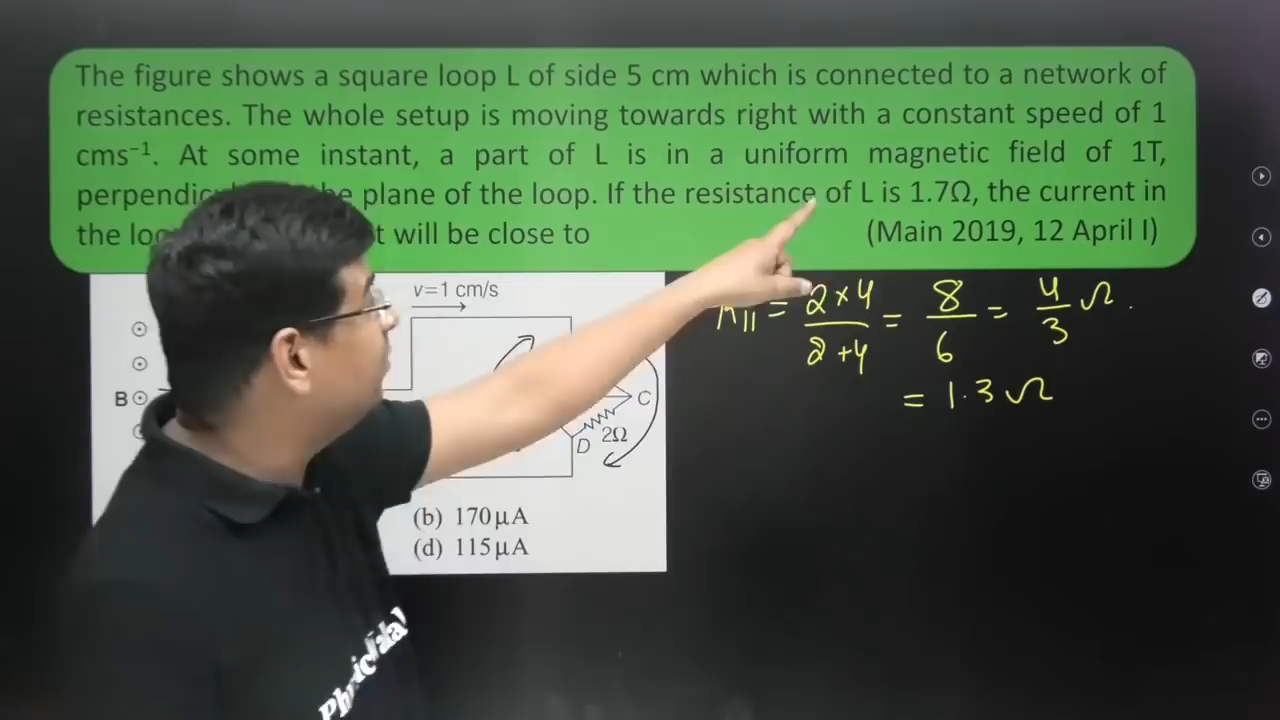 The figure shows a square loop L of side 5 cm which is connected to a network of
resistances. The whole setup is moving towards right with a constant speed of 1
cms⁻¹. At some instant, a part of L is in a uniform magnetic field of 1T,
the plane of the loop. If the resistance of L is 1.7Ω, the current in
the will be close to (Main 2019, 12 April I)
v=1 cm/s
B
C
D 2Ω
(b) 170μA
(d) 115μA
= 2×4/2+4 = 8/6 = 4/3 Ω.
= 1.3 Ω